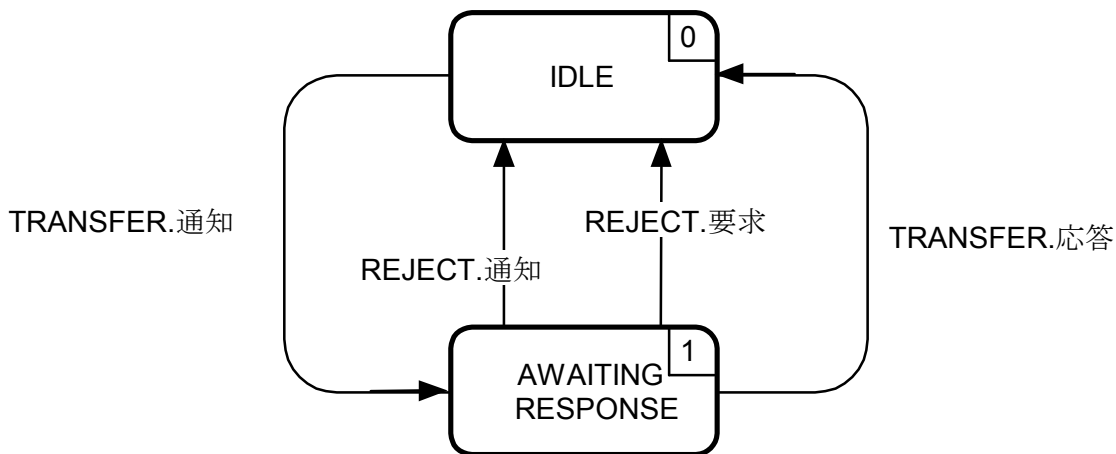 0
IDLE
TRANSFER.通知
REJECT.要求
TRANSFER.応答
REJECT.通知
1
AWAITING
RESPONSE